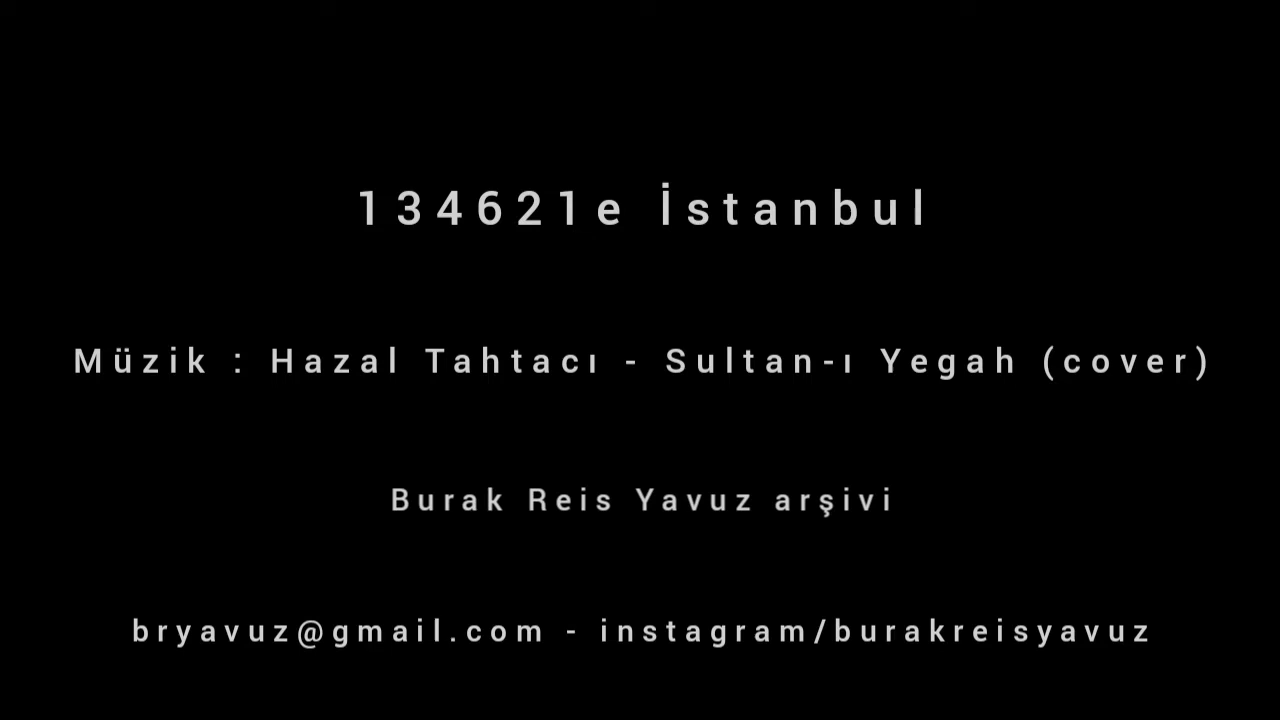 134621e İstanbul
Müzik : Hazal Tahtacı - Sultan-ı Yegah (cover)
Burak Reis Yavuz arşivi
bryavuz@gmail.com - instagram/burakreisyavuz